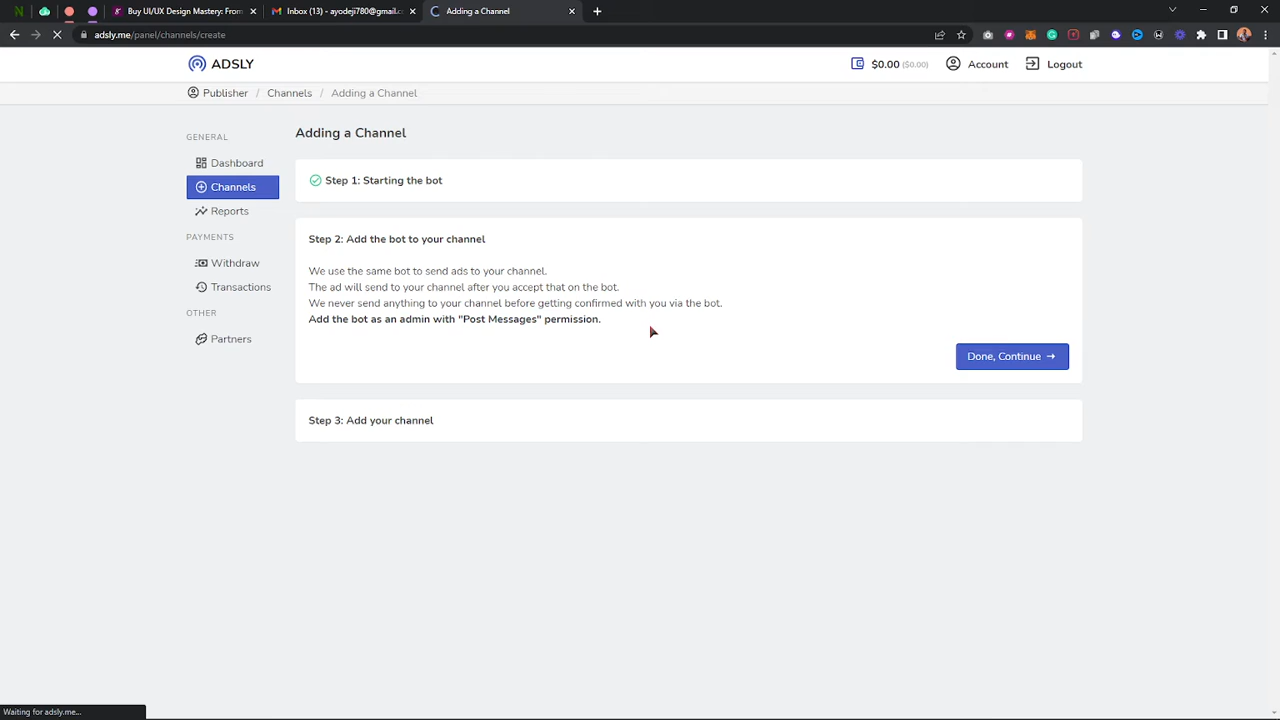 Buy UI/UX Design Mastery: From
Inbox (13) - ayodeji780@gmail.c
Adding a Channel
adsly.me/panel/channels/create
ADSLY
$0.00 ($0.00)
Account
Logout
Publisher / Channels / Adding a Channel
GENERAL
Dashboard
Channels
Reports
PAYMENTS
Withdraw
Transactions
OTHER
Partners
Adding a Channel
Step 1: Starting the bot
Step 2: Add the bot to your channel
We use the same bot to send ads to your channel.
The ad will send to your channel after you accept that on the bot.
We never send anything to your channel before getting confirmed with you via the bot.
Add the bot as an admin with "Post Messages" permission.
Done, Continue →
Step 3: Add your channel
Waiting for adsly.me...